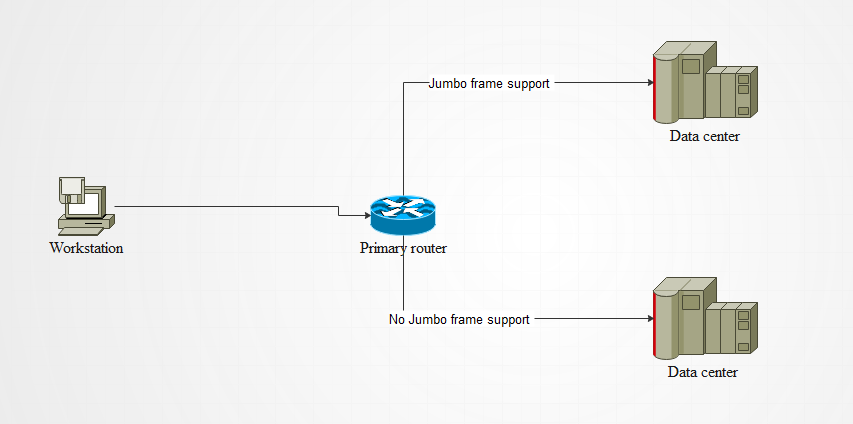 Jumbo frame support
Data center
Workstation
Primary router
No Jumbo frame support
Data center